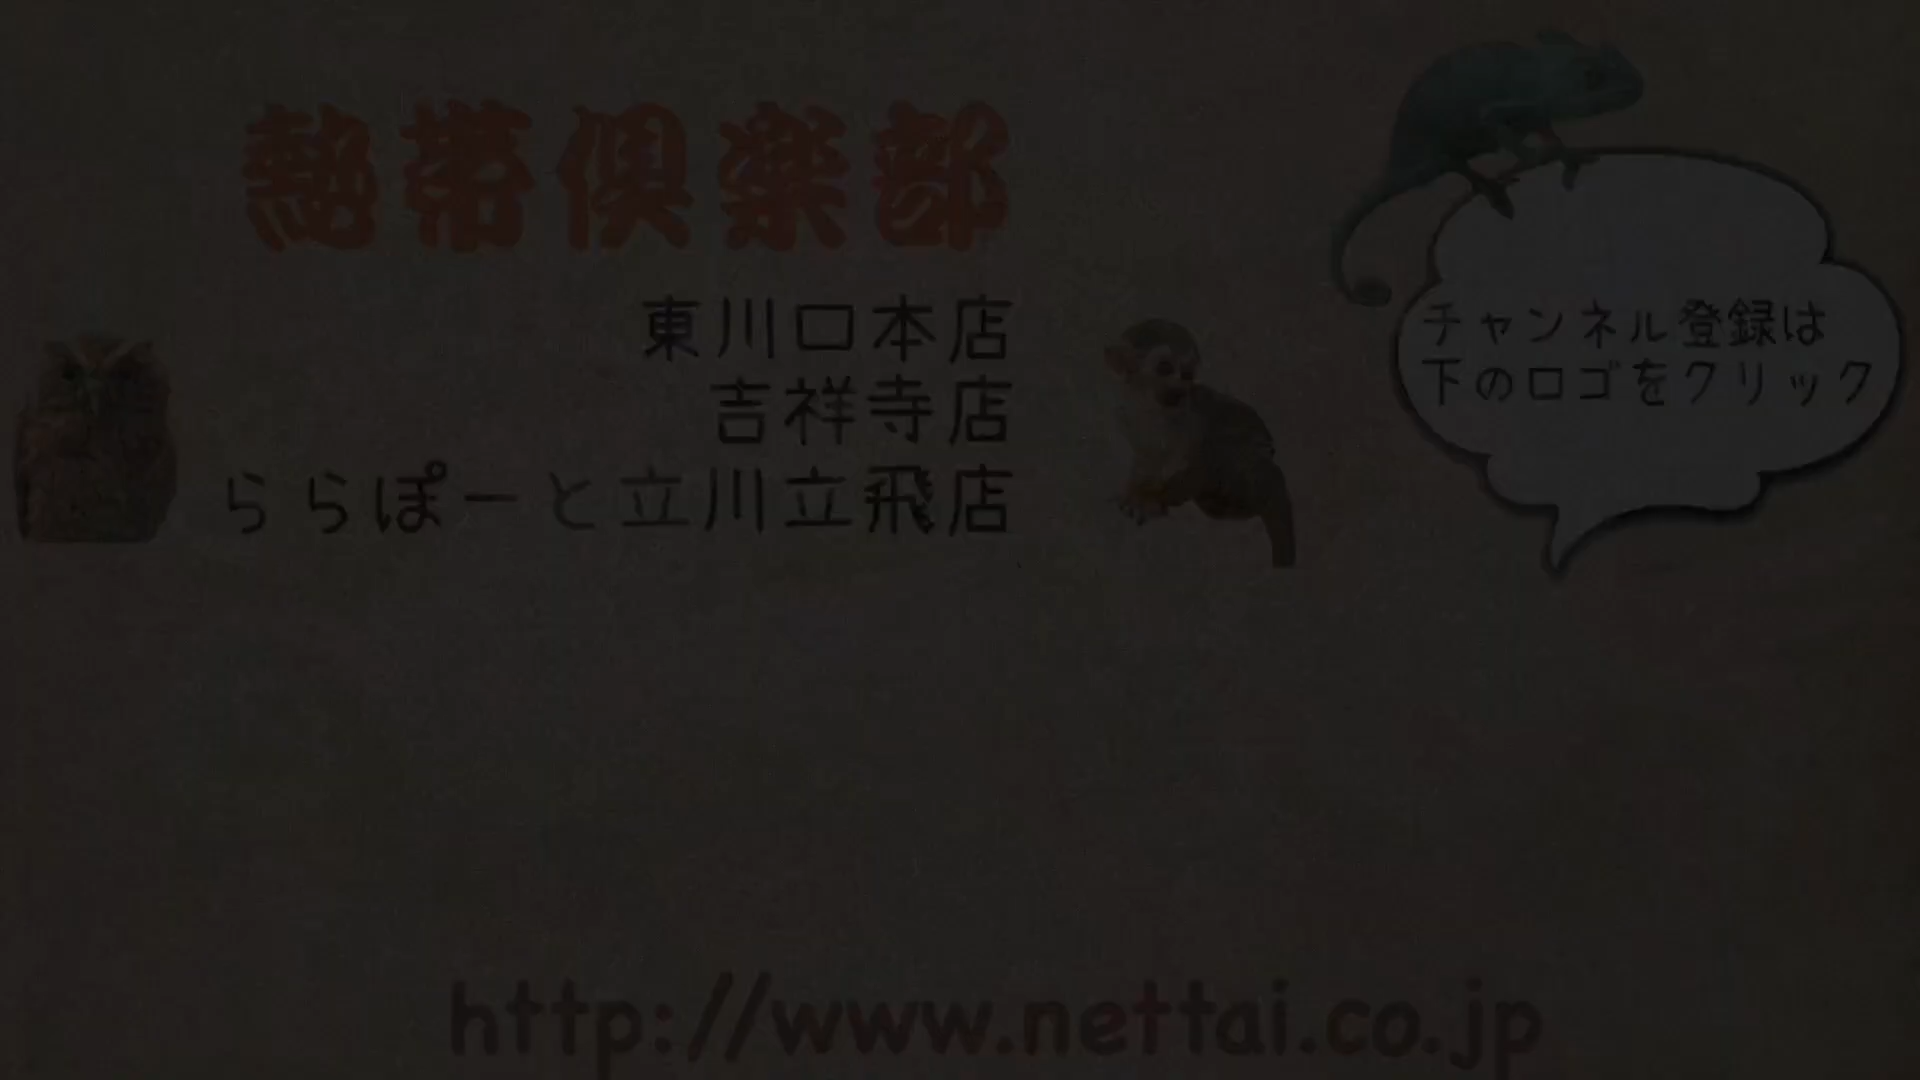 熱帯倶楽部
東川口本店
吉祥寺店
ららぽーと立川立飛店
チャンネル登録は
下のロゴをクリック
http://www.nettai.co.jp